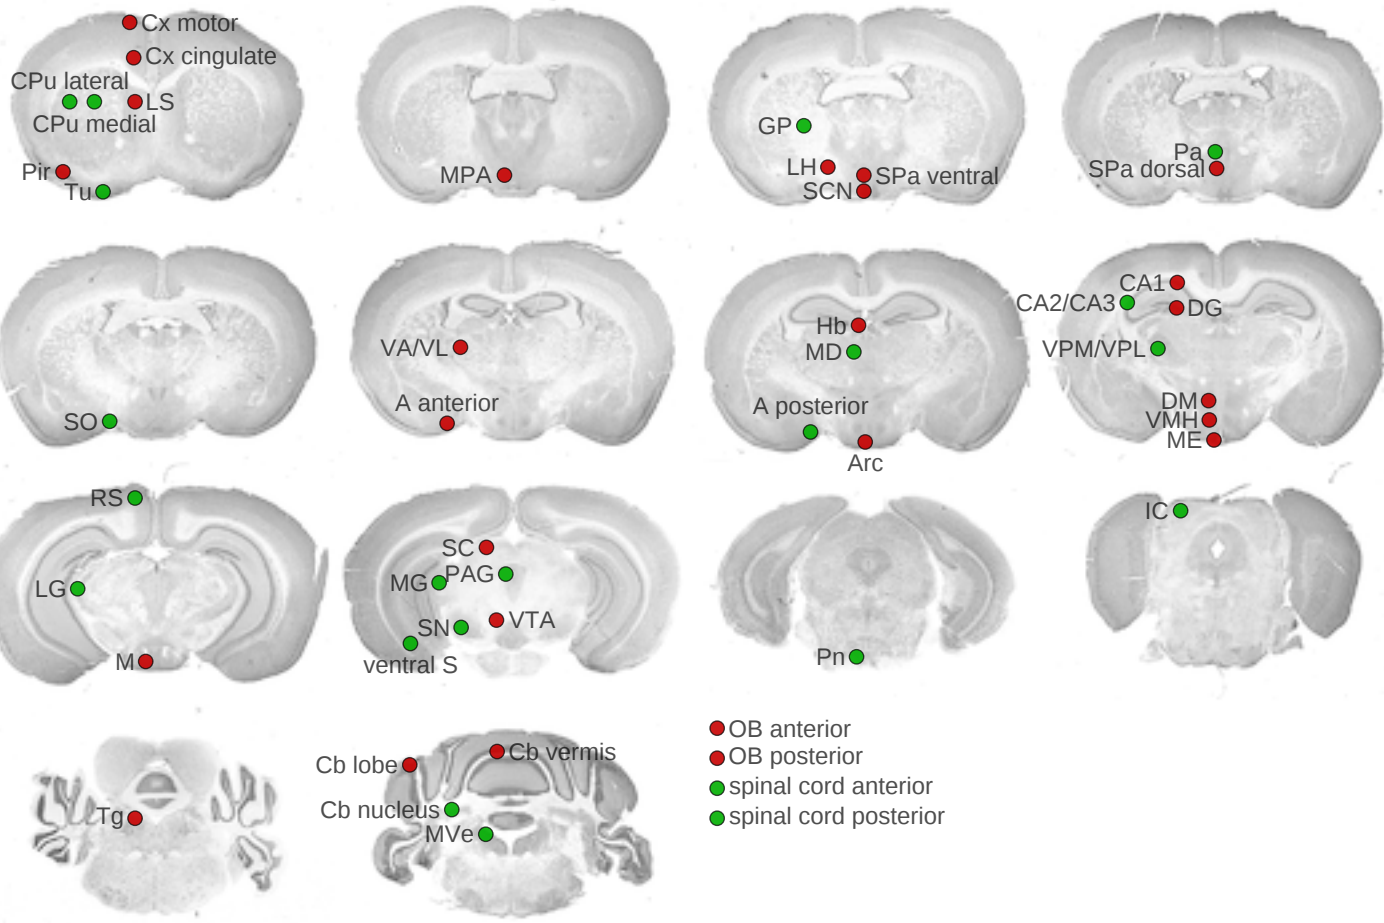 Cx motor
Cx cingulate
CPu lateral
LS
CPu medial
Pir
Tu
MPA
GP
LH
SPa ventral
SCN
Pa
SPa dorsal
SO
VA/VL
A anterior
Hb
MD
A posterior
Arc
CA1
CA2/CA3
DG
VPM/VPL
DM
VMH
ME
RS
LG
M
SC
MG
PAG
SN
VTA
ventral S
Pn
IC
Tg
Cb lobe
Cb vermis
Cb nucleus
MVe
OB anterior
OB posterior
spinal cord anterior
spinal cord posterior